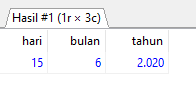 Hasil #1 (1r × 3c)
hari bulan tahun
15 6 2.020